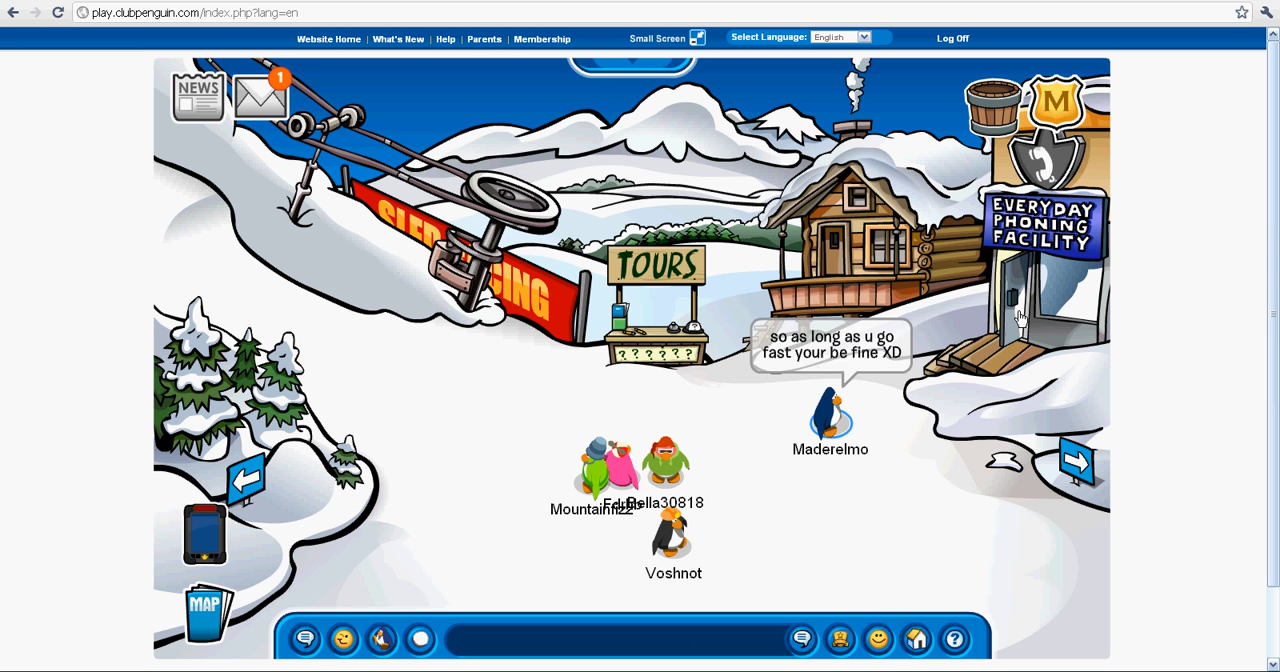 play.clubpenguin.com/index.php?lang=en
Website Home | What's New | Help | Parents | Membership
Small Screen
Select Language: English
Log Off
NEWS
1
M
EVERYDAY
PHONING
FACILITY
TOURS
? ? ? ? ? ?
so as long as u go
fast your be fine XD
Maderelmo
Bella30818
Voshnot
MAP
?